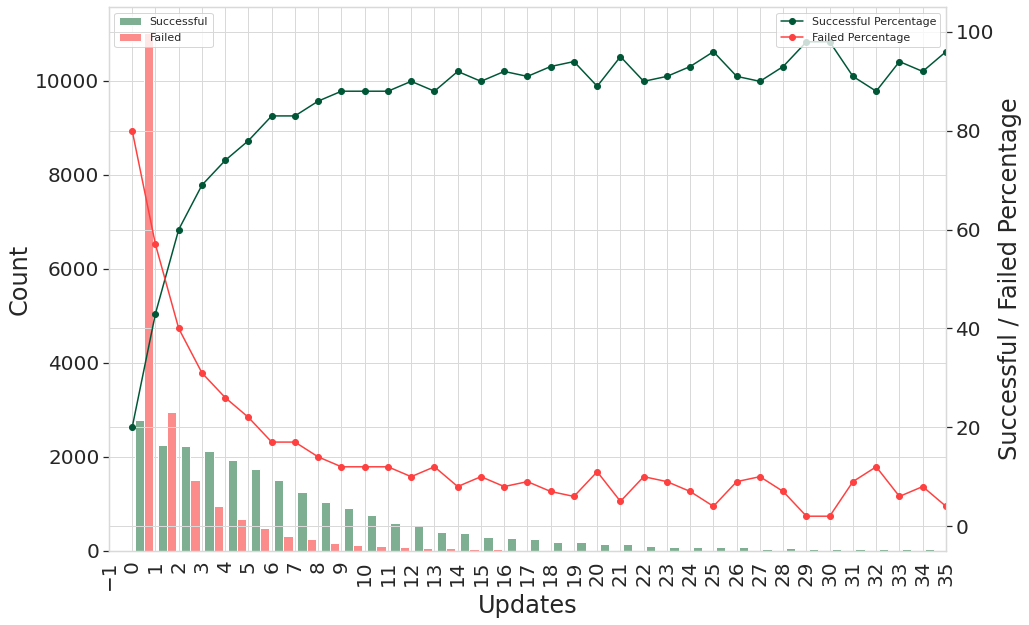 Successful
Failed
Successful Percentage
Failed Percentage
10000
8000
6000
4000
2000
0
Count
100
80
60
40
20
0
Successful / Failed Percentage
−1 0 1 2 3 4 5 6 7 8 9 10 11 12 13 14 15 16 17 18 19 20 21 22 23 24 25 26 27 28 29 30 31 32 33 34 35
Updates